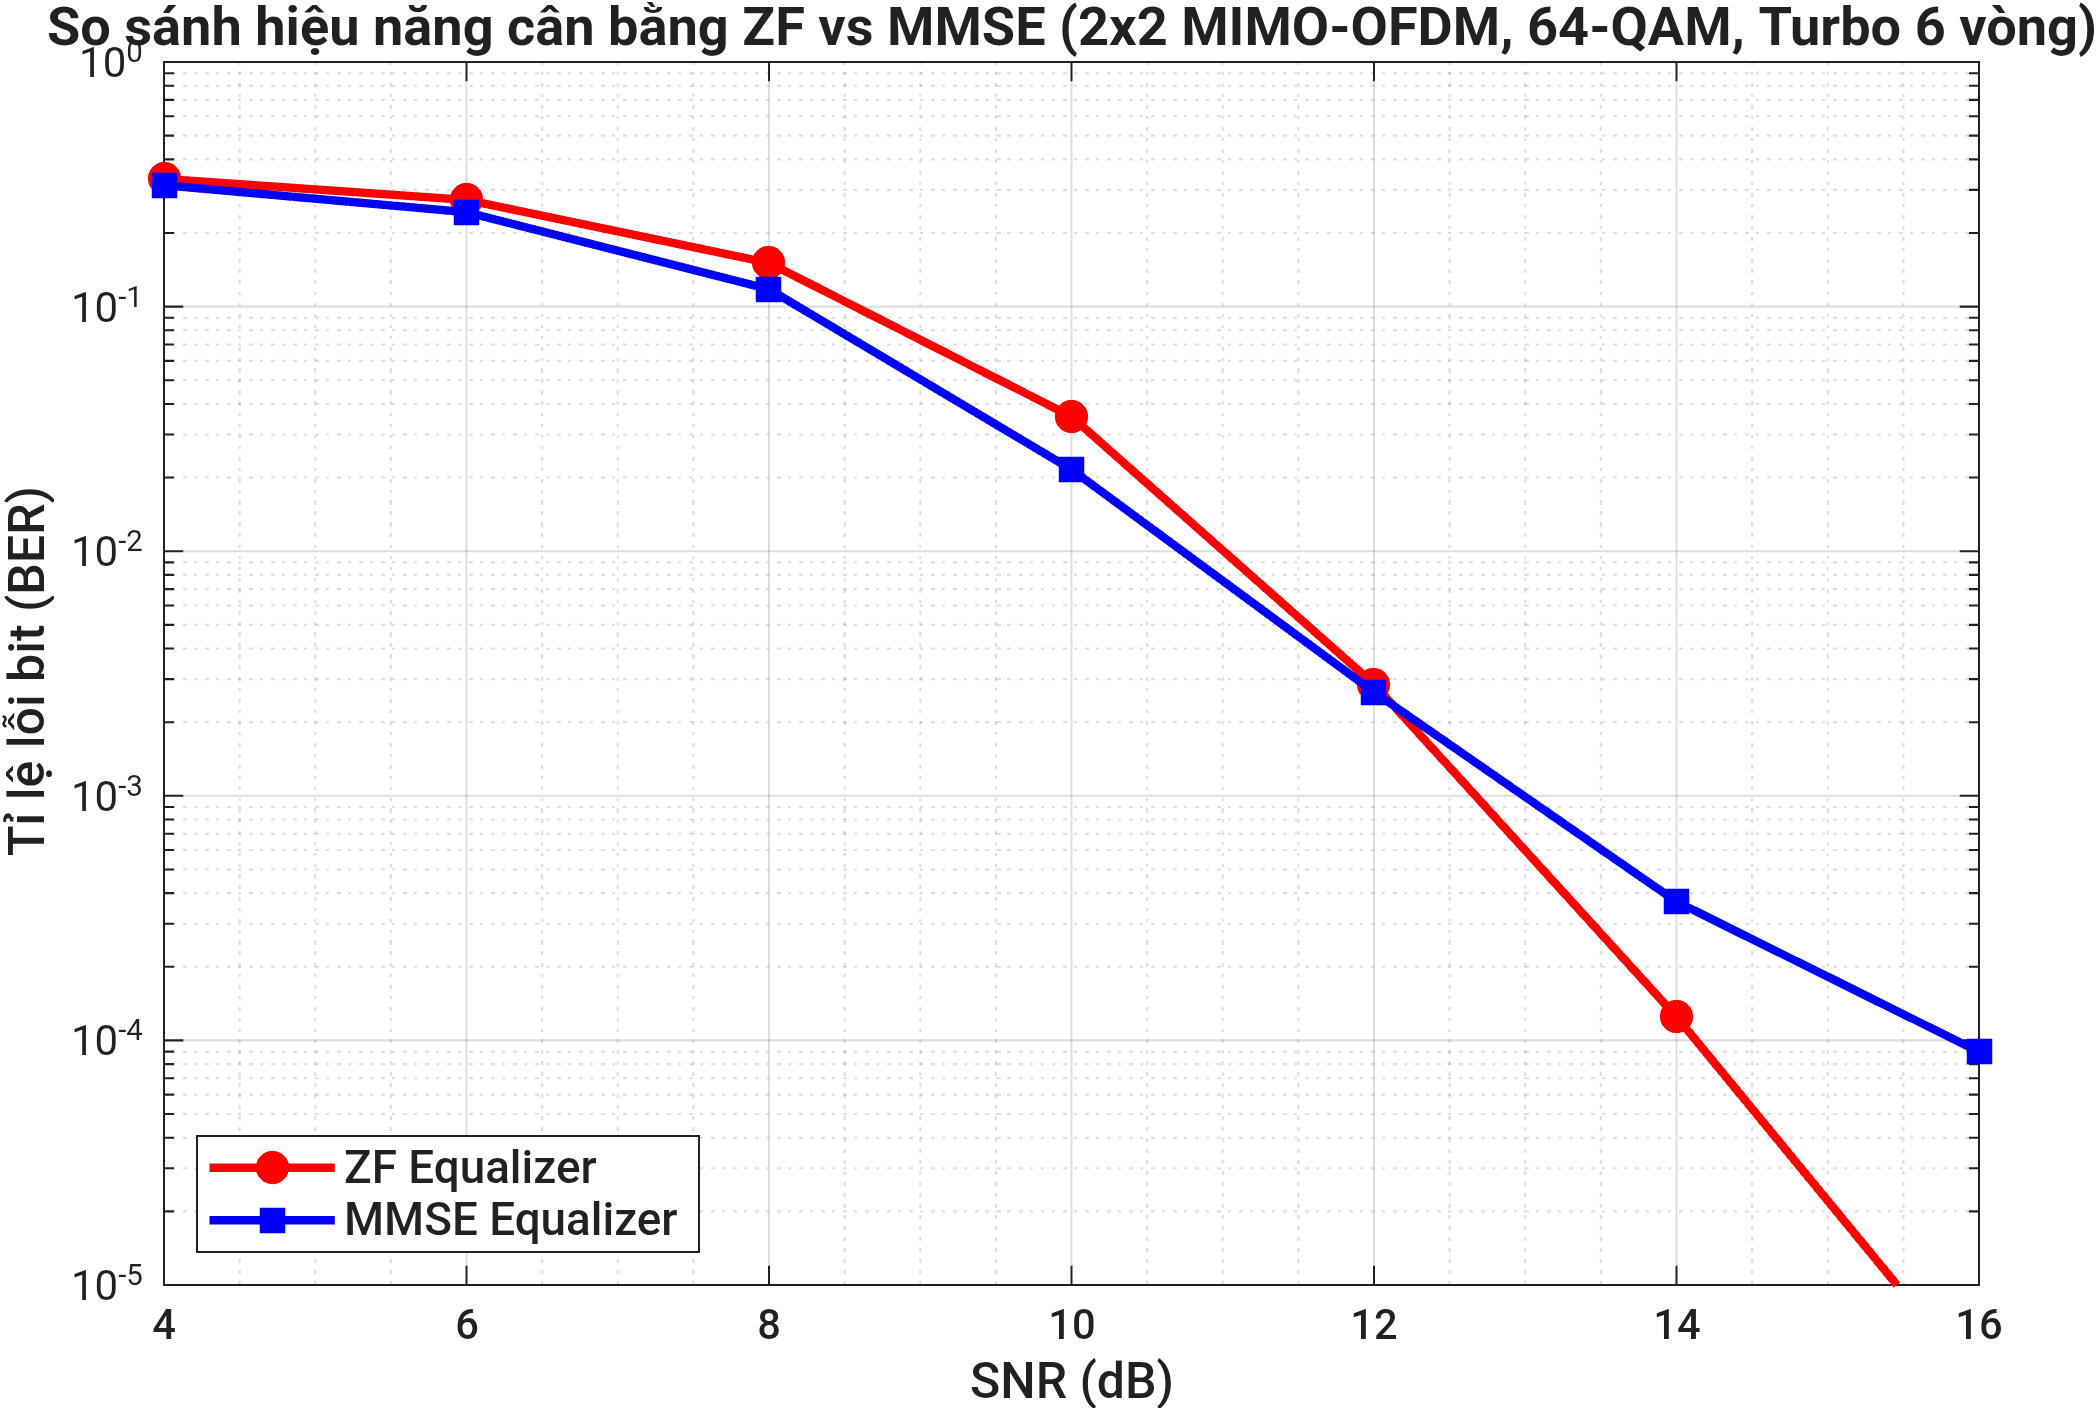 So sánh hiệu năng cân bằng ZF vs MMSE (2x2 MIMO-OFDM, 64-QAM, Turbo 6 vòng)
10^0
10^-1
10^-2
10^-3
10^-4
10^-5
Tỉ lệ lỗi bit (BER)
ZF Equalizer
MMSE Equalizer
4 6 8 10 12 14 16
SNR (dB)